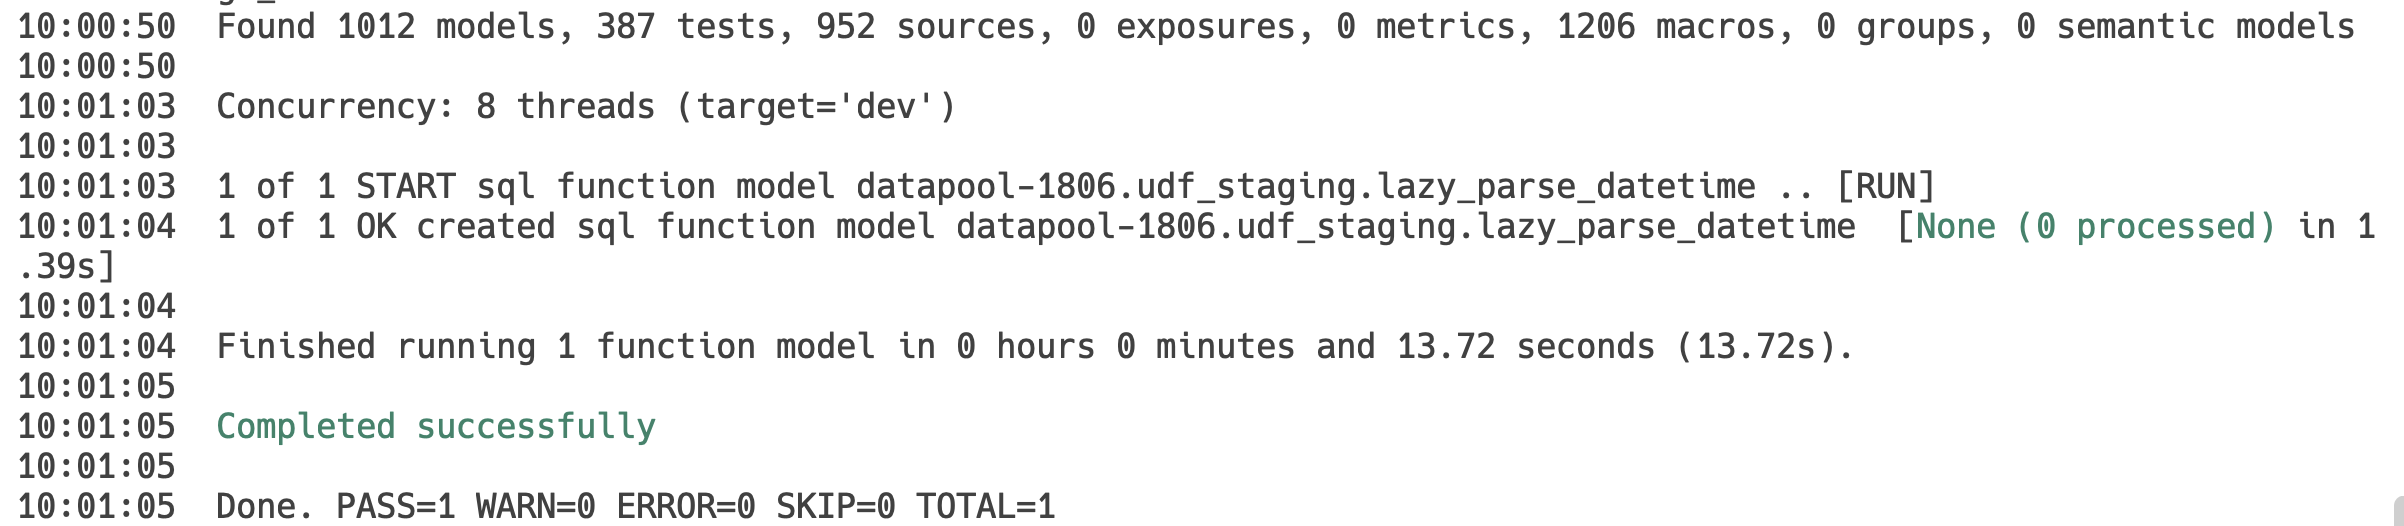 10:00:50  Found 1012 models, 387 tests, 952 sources, 0 exposures, 0 metrics, 1206 macros, 0 groups, 0 semantic models
10:00:50
10:01:03  Concurrency: 8 threads (target='dev')
10:01:03
10:01:03  1 of 1 START sql function model datapool-1806.udf_staging.lazy_parse_datetime .. [RUN]
10:01:04  1 of 1 OK created sql function model datapool-1806.udf_staging.lazy_parse_datetime  [None (0 processed) in 1
.39s]
10:01:04
10:01:04  Finished running 1 function model in 0 hours 0 minutes and 13.72 seconds (13.72s).
10:01:05
10:01:05  Completed successfully
10:01:05
10:01:05  Done. PASS=1 WARN=0 ERROR=0 SKIP=0 TOTAL=1